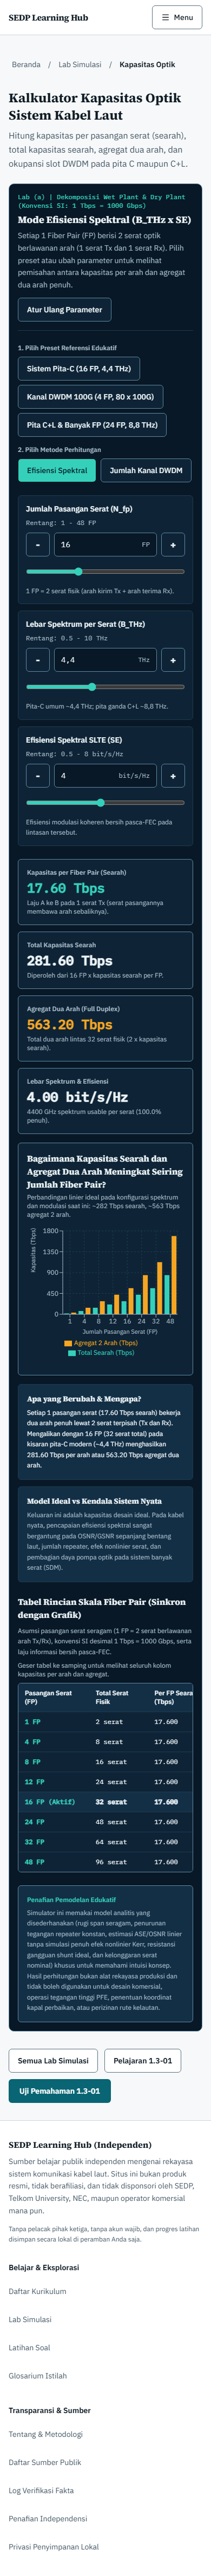 SEDP Learning Hub
☰ Menu
Beranda / Lab Simulasi / Kapasitas Optik
Kalkulator Kapasitas Optik
Sistem Kabel Laut
Hitung kapasitas per pasangan serat (searah),
total kapasitas searah, agregat dua arah, dan
okupansi slot DWDM pada pita C maupun C+L.
Lab (a) | Dekomposisi Wet Plant & Dry Plant
(Konvensi SI: 1 Tbps = 1000 Gbps)
Mode Efisiensi Spektral (B_THz x SE)
Setiap 1 Fiber Pair (FP) berisi 2 serat optik
berlawanan arah (1 serat Tx dan 1 serat Rx). Pilih
preset atau ubah parameter untuk melihat
pemisahan antara kapasitas per arah dan agregat
dua arah penuh.
Atur Ulang Parameter
1. Pilih Preset Referensi Edukatif
Sistem Pita-C (16 FP, 4,4 THz)
Kanal DWDM 100G (4 FP, 80 x 100G)
Pita C+L & Banyak FP (24 FP, 8,8 THz)
2. Pilih Metode Perhitungan
Efisiensi Spektral
Jumlah Kanal DWDM
Jumlah Pasangan Serat (N_fp)
Rentang: 1 - 48 FP
- 16 FP +
1 FP = 2 serat fisik (arah kirim Tx + arah terima Rx).
Lebar Spektrum per Serat (B_THz)
Rentang: 0.5 - 10 THz
- 4,4 THz +
Pita-C umum ~4,4 THz; pita ganda C+L ~8,8 THz.
Efisiensi Spektral SLTE (SE)
Rentang: 0.5 - 8 bit/s/Hz
- 4 bit/s/Hz +
Efisiensi modulasi koheren bersih pasca-FEC pada
lintasan tersebut.
Kapasitas per Fiber Pair (Searah)
17.60 Tbps
Laju A ke B pada 1 serat Tx (serat pasangannya
membawa arah sebaliknya).
Total Kapasitas Searah
281.60 Tbps
Diperoleh dari 16 FP x kapasitas searah per FP.
Agregat Dua Arah (Full Duplex)
563.20 Tbps
Total dua arah lintas 32 serat fisik (2 x kapasitas
searah).
Lebar Spektrum & Efisiensi
4.00 bit/s/Hz
4400 GHz spektrum usable per serat (100.0%
penuh).
Bagaimana Kapasitas Searah dan
Agregat Dua Arah Meningkat Seiring
Jumlah Fiber Pair?
Perbandingan linier ideal pada konfigurasi spektrum
dan modulasi saat ini: ~282 Tbps searah, ~563 Tbps
agregat 2 arah.
Kapasitas (Tbps)
1800
1350
900
450
0
1 4 8 12 16 24 32 48
Jumlah Pasangan Serat (FP)
Agregat 2 Arah (Tbps)
Total Searah (Tbps)
Apa yang Berubah & Mengapa?
Setiap 1 pasangan serat (17.60 Tbps searah) bekerja
dua arah penuh lewat 2 serat terpisah (Tx dan Rx).
Mengalikan dengan 16 FP (32 serat total) pada
kisaran pita-C modern (~4,4 THz) menghasilkan
281.60 Tbps per arah atau 563.20 Tbps agregat dua
arah.
Model Ideal vs Kendala Sistem Nyata
Keluaran ini adalah kapasitas desain ideal. Pada kabel
nyata, pencapaian efisiensi spektral sangat
bergantung pada OSNR/GSNR sepanjang bentang
laut, jumlah repeater, efek nonlinier serat, dan
pembagian daya pompa optik pada sistem banyak
serat (SDM).
Tabel Rincian Skala Fiber Pair (Sinkron
dengan Grafik)
Asumsi pasangan serat seragam (1 FP = 2 serat berlawanan
arah Tx/Rx), konvensi SI desimal 1 Tbps = 1000 Gbps, serta
laju informasi bersih pasca-FEC.
Geser tabel ke samping untuk melihat seluruh kolom
kapasitas per arah dan agregat.
Pasangan Serat (FP) Total Serat Fisik Per FP Seara (Tbps)
1 FP 2 serat 17.600
4 FP 8 serat 17.600
8 FP 16 serat 17.600
12 FP 24 serat 17.600
16 FP (Aktif) 32 serat 17.600
24 FP 48 serat 17.600
32 FP 64 serat 17.600
48 FP 96 serat 17.600
Penafian Pemodelan Edukatif
Simulator ini memakai model analitis yang
disederhanakan (rugi span seragam, penurunan
tegangan repeater konstan, estimasi ASE/OSNR linier
tanpa simulasi penuh efek nonlinier Kerr, resistansi
gangguan shunt ideal, dan kelonggaran serat
nominal) khusus untuk memahami intuisi konsep.
Hasil perhitungan bukan alat rekayasa produksi dan
tidak boleh digunakan untuk desain komersial,
operasi tegangan tinggi PFE, penentuan koordinat
kapal perbaikan, atau perizinan rute kelautan.
Semua Lab Simulasi
Pelajaran 1.3-01
Uji Pemahaman 1.3-01
SEDP Learning Hub (Independen)
Sumber belajar publik independen mengenai rekayasa
sistem komunikasi kabel laut. Situs ini bukan produk
resmi, tidak berafiliasi, dan tidak disponsori oleh SEDP,
Telkom University, NEC, maupun operator komersial
mana pun.
Tanpa pelacak pihak ketiga, tanpa akun wajib, dan progres latihan
disimpan secara lokal di peramban Anda saja.
Belajar & Eksplorasi
Daftar Kurikulum
Lab Simulasi
Latihan Soal
Glosarium Istilah
Transparansi & Sumber
Tentang & Metodologi
Daftar Sumber Publik
Log Verifikasi Fakta
Penafian Independen
Privasi Penyimpanan Lokal